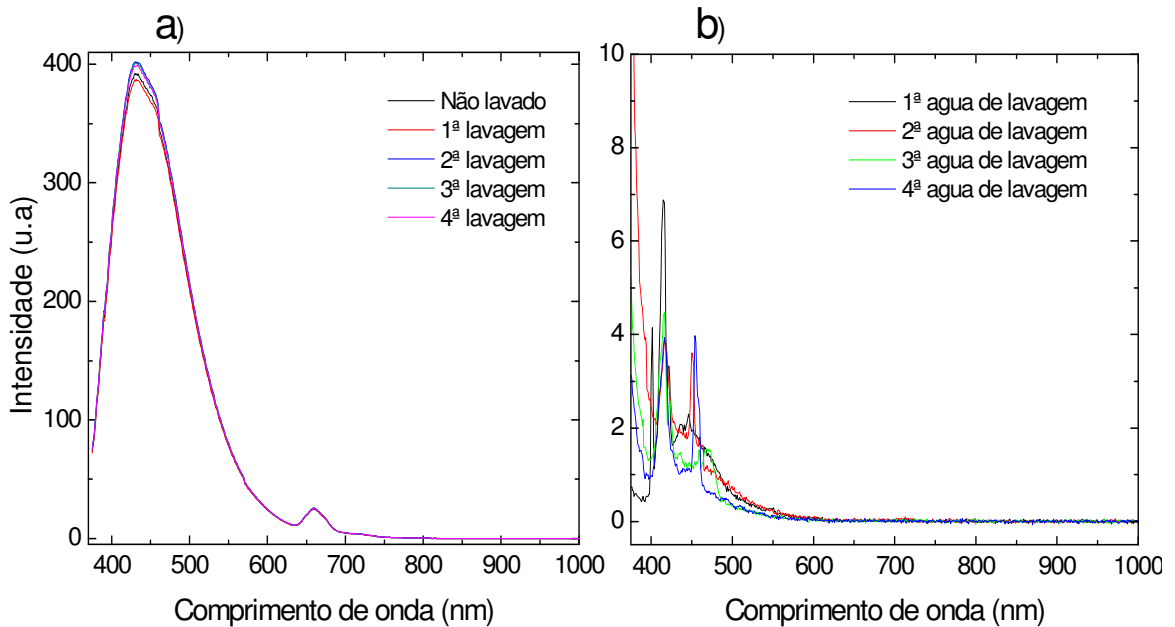 a)
400
300
200
100
0
Intensidade (u.a)
Não lavado
1ª lavagem
2ª lavagem
3ª lavagem
4ª lavagem
400 500 600 700 800 900 1000
Comprimento de onda (nm)
b)
10
8
6
4
2
0
1ª agua de lavagem
2ª agua de lavagem
3ª agua de lavagem
4ª agua de lavagem
400 500 600 700 800 900 1000
Comprimento de onda (nm)